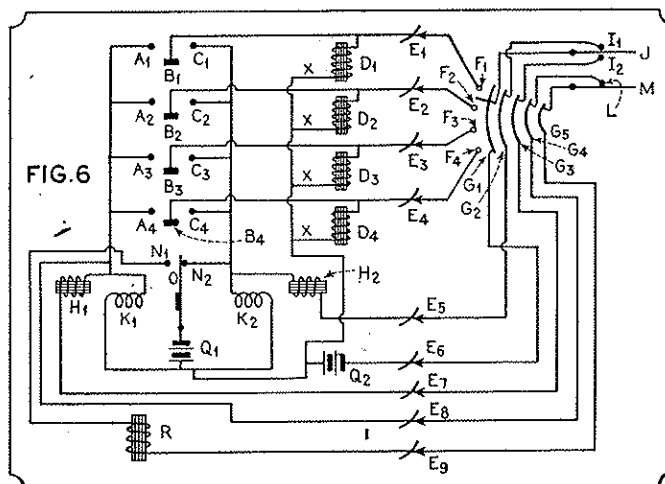 A1 C1 B1 D1 E1 F1 F2 I1 I2 J
X
A2 C2 B2 D2 E2 F3 M L
X
A3 C3 B3 D3 E3 F4 G5 G4 G3
FIG.6
X
G1 G2
A4 C4 B4 D4 E4
X
N1 N2 O
H1 K1 K2 H2
E5
Q1 Q2 E6
E7
E8
R
E9